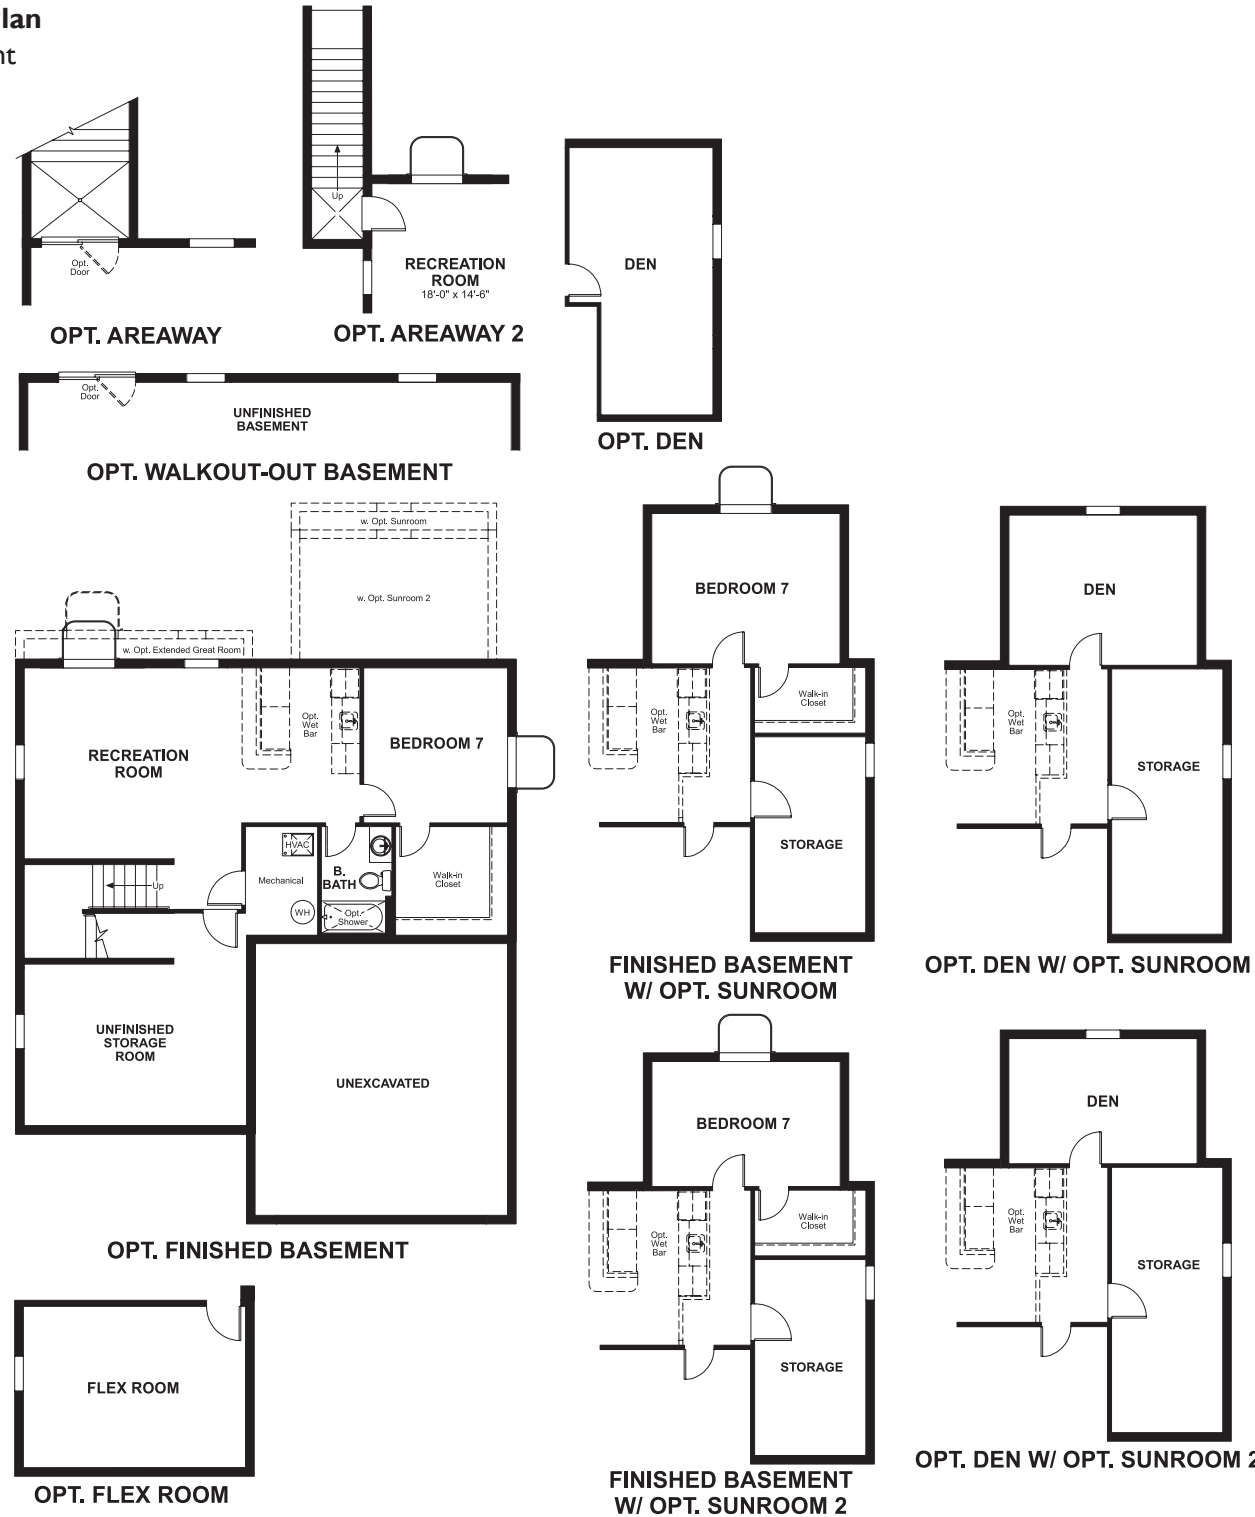 lan
nt
Up
Opt.
Door
RECREATION
ROOM
18'-0" x 14'-6"
DEN
OPT. AREAWAY
OPT. AREAWAY 2
Opt.
Door
UNFINISHED
BASEMENT
OPT. DEN
OPT. WALKOUT-OUT BASEMENT
w. Opt. Sunroom
w. Opt. Sunroom 2
w. Opt. Extended Great Room
Opt.
Wet
Bar
RECREATION
ROOM
BEDROOM 7
HVAC
Mechanical
B.
BATH
Walk-in
Closet
Up
WH
Opt.
Shower
UNFINISHED
STORAGE
ROOM
UNEXCAVATED
OPT. FINISHED BASEMENT
BEDROOM 7
Walk-in
Closet
Opt.
Wet
Bar
STORAGE
FINISHED BASEMENT
W/ OPT. SUNROOM
DEN
Opt.
Wet
Bar
STORAGE
OPT. DEN W/ OPT. SUNROOM
BEDROOM 7
Walk-in
Closet
Opt.
Wet
Bar
STORAGE
FINISHED BASEMENT
W/ OPT. SUNROOM 2
DEN
Opt.
Wet
Bar
STORAGE
OPT. DEN W/ OPT. SUNROOM 2
FLEX ROOM
OPT. FLEX ROOM